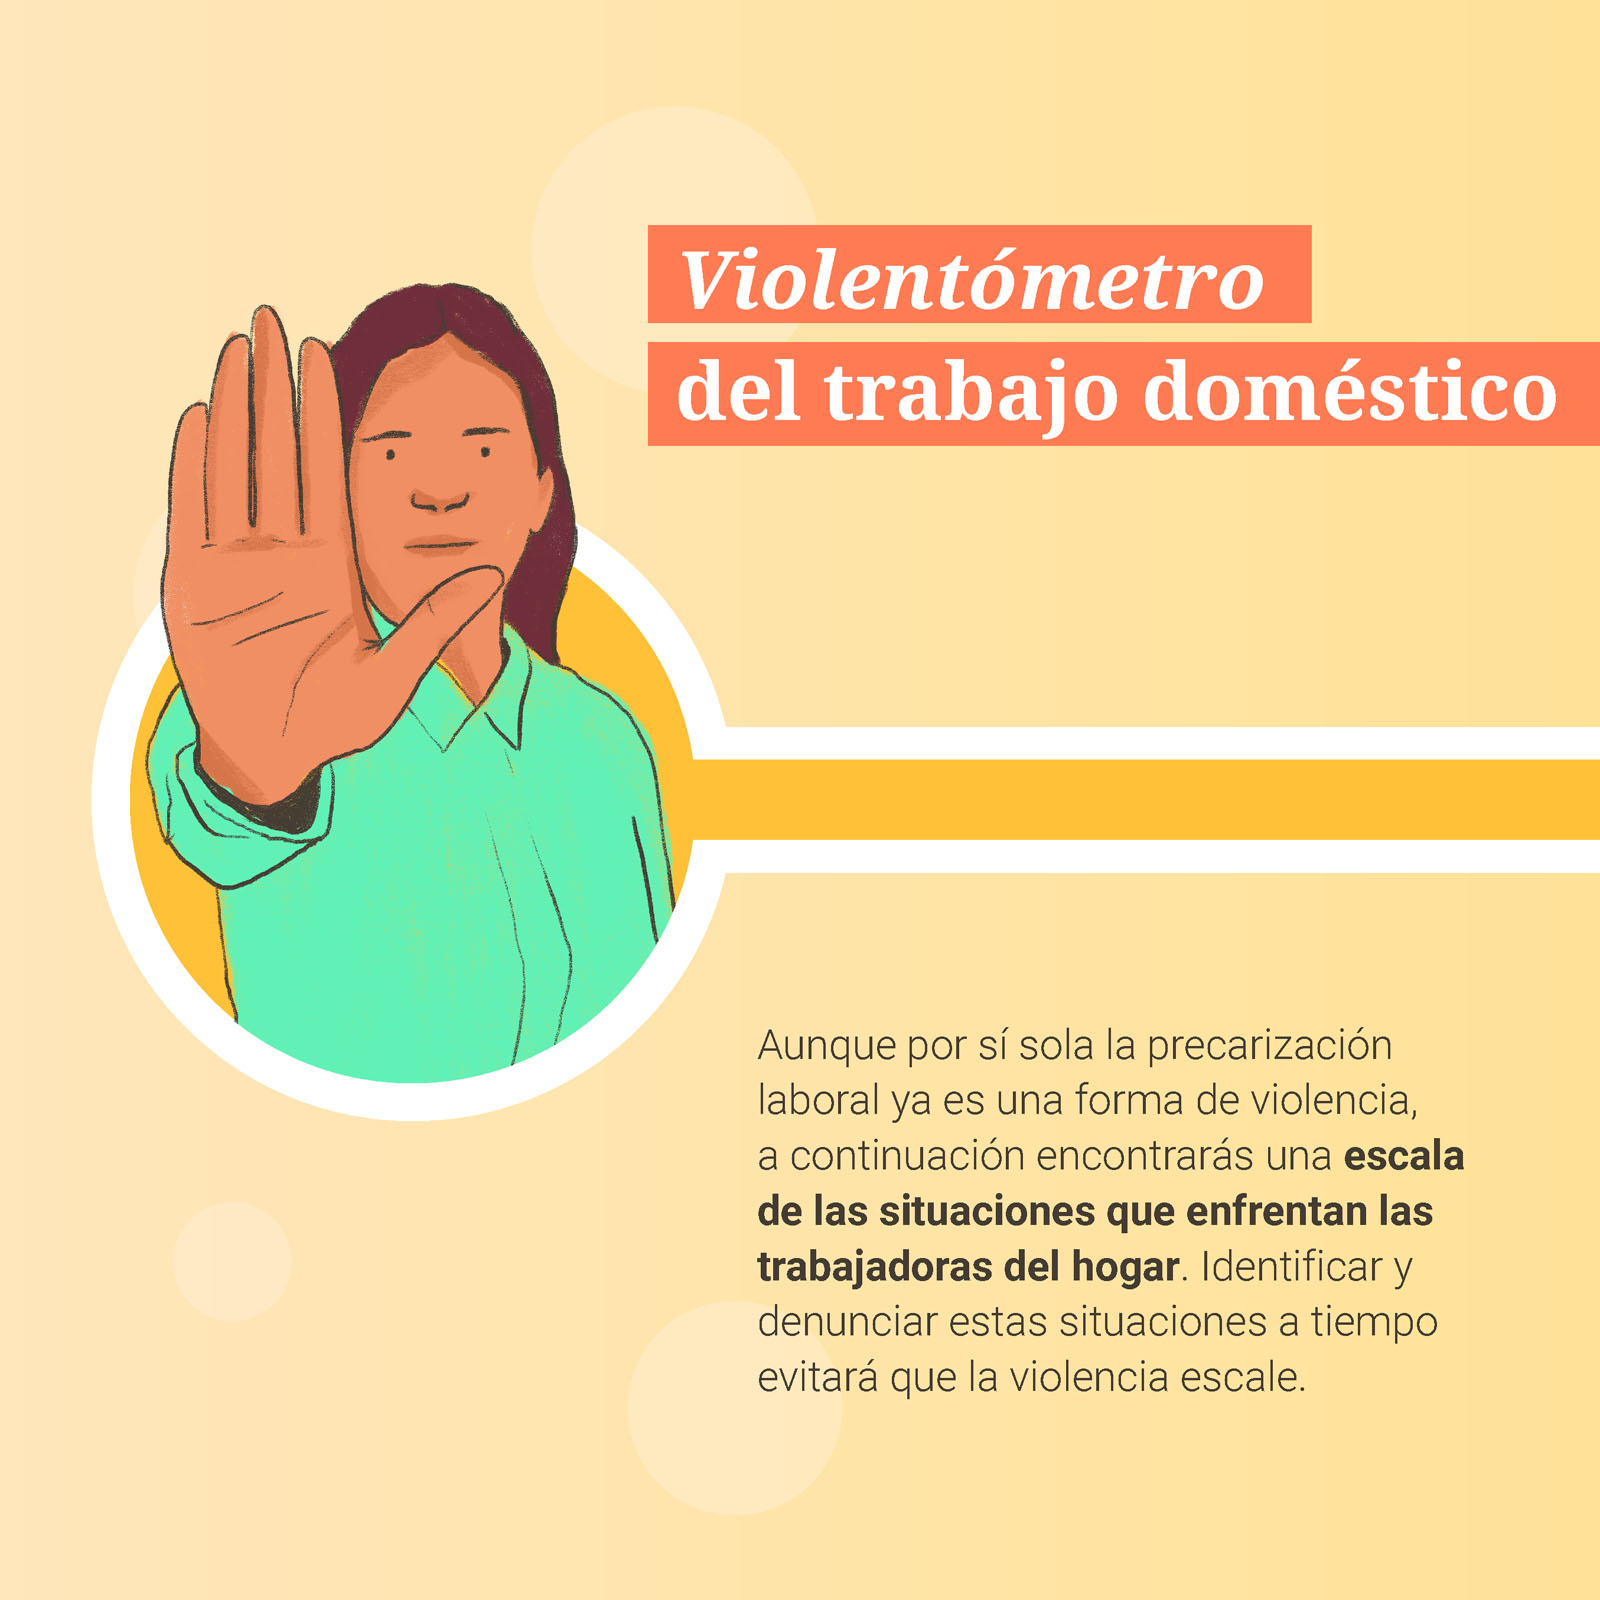 Violentómetro
del trabajo doméstico
Aunque por sí sola la precarización
laboral ya es una forma de violencia,
a continuación encontrarás una escala
de las situaciones que enfrentan las
trabajadoras del hogar. Identificar y
denunciar estas situaciones a tiempo
evitará que la violencia escale.